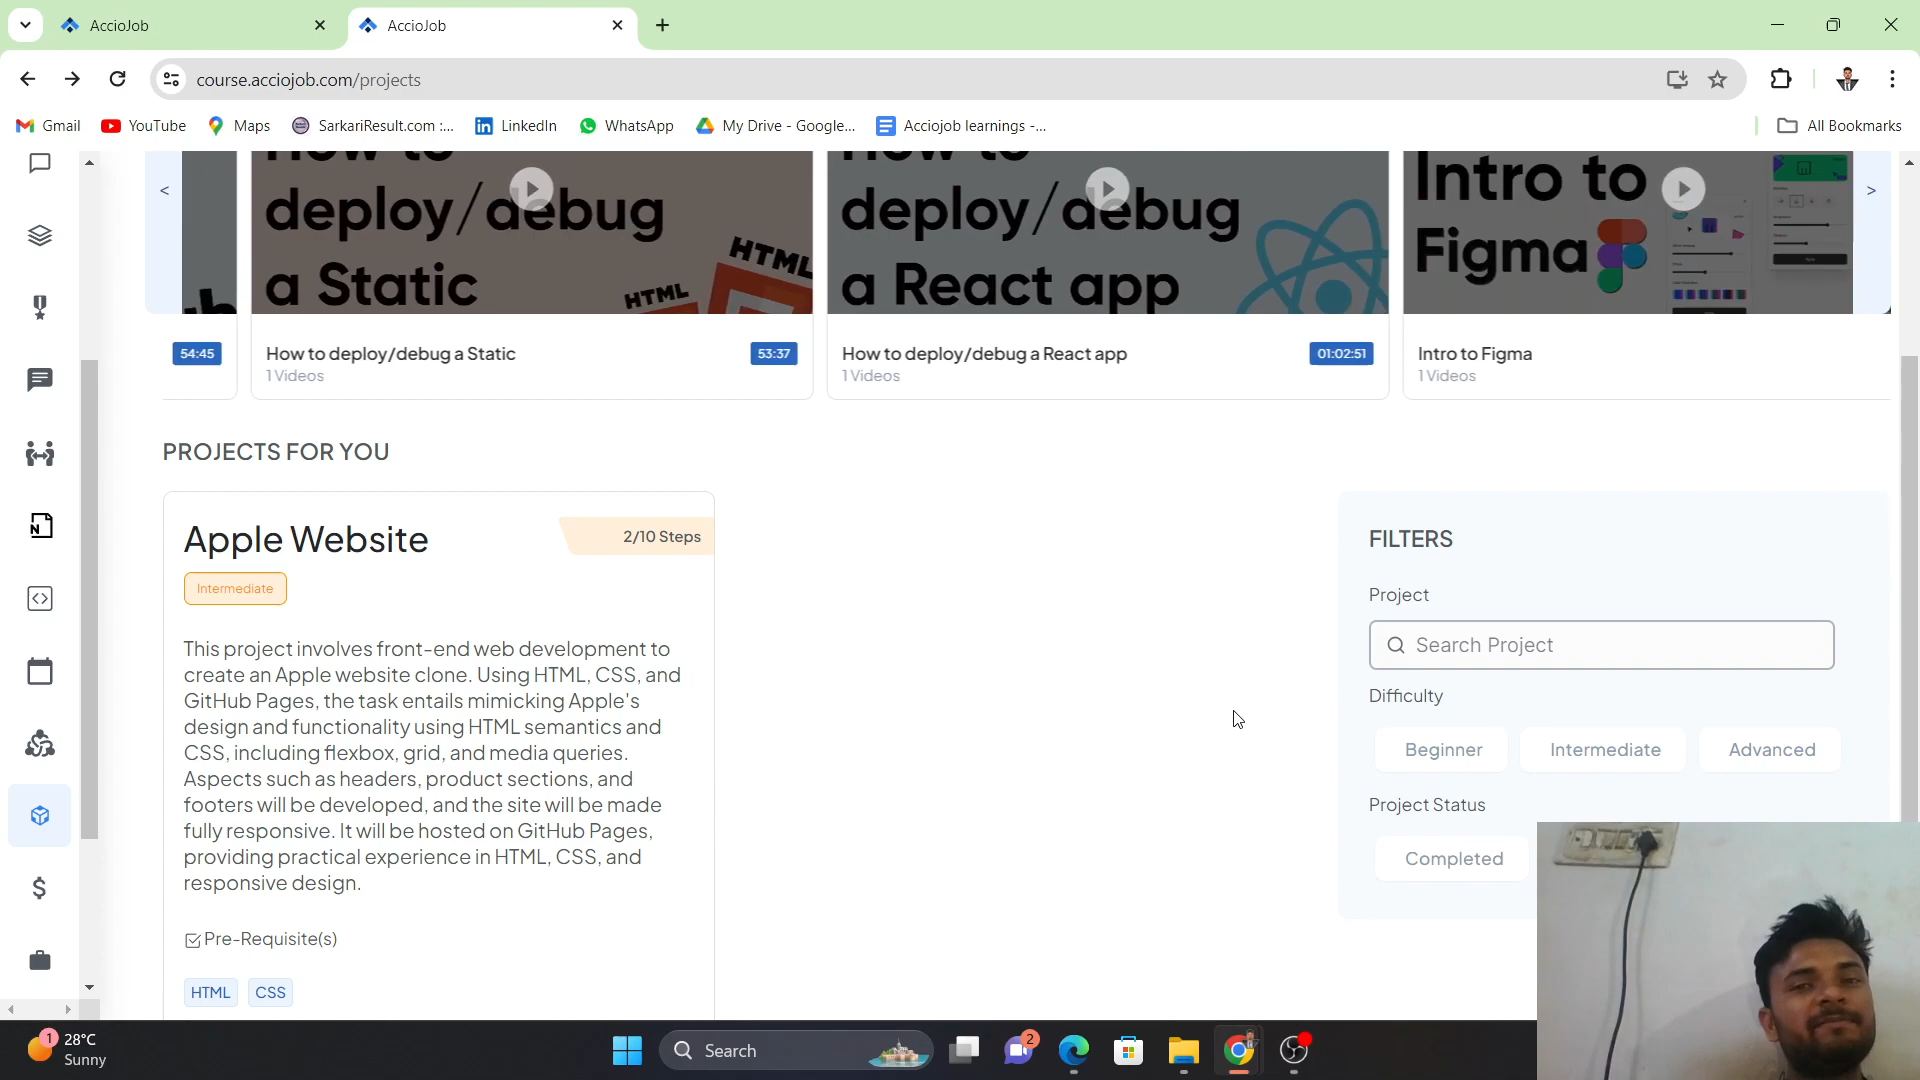 AccioJob
AccioJob
course.acciojob.com/projects
Gmail
YouTube
Maps
SarkariResult.com :...
LinkedIn
WhatsApp
My Drive - Google...
Acciojob learnings -...
All Bookmarks
<
How to
deploy/debug
a Static
HTML
HTML
How to
deploy/debug
a React app
Intro to
Figma
>
54:45
How to deploy/debug a Static
1 Videos
53:37
How to deploy/debug a React app
1 Videos
01:02:51
Intro to Figma
1 Videos
PROJECTS FOR YOU
Apple Website
2/10 Steps
Intermediate
This project involves front-end web development to
create an Apple website clone. Using HTML, CSS, and
GitHub Pages, the task entails mimicking Apple's
design and functionality using HTML semantics and
CSS, including flexbox, grid, and media queries.
Aspects such as headers, product sections, and
footers will be developed, and the site will be made
fully responsive. It will be hosted on GitHub Pages,
providing practical experience in HTML, CSS, and
responsive design.
Pre-Requisite(s)
HTML
CSS
FILTERS
Project
Search Project
Difficulty
Beginner
Intermediate
Advanced
Project Status
Completed
1
28°C
Sunny
Search
2